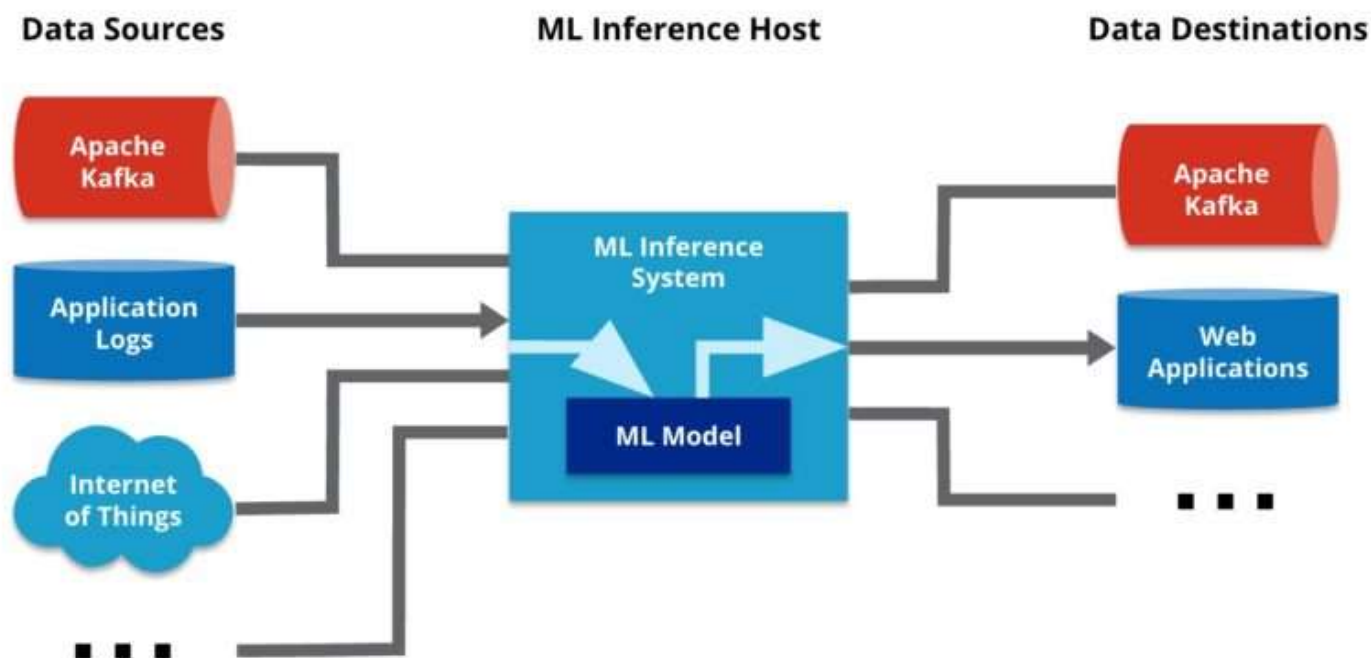 Data Sources
ML Inference Host
Data Destinations
Apache
Kafka
Application
Logs
Internet
of Things
...
ML Inference
System
ML Model
Apache
Kafka
Web
Applications
...